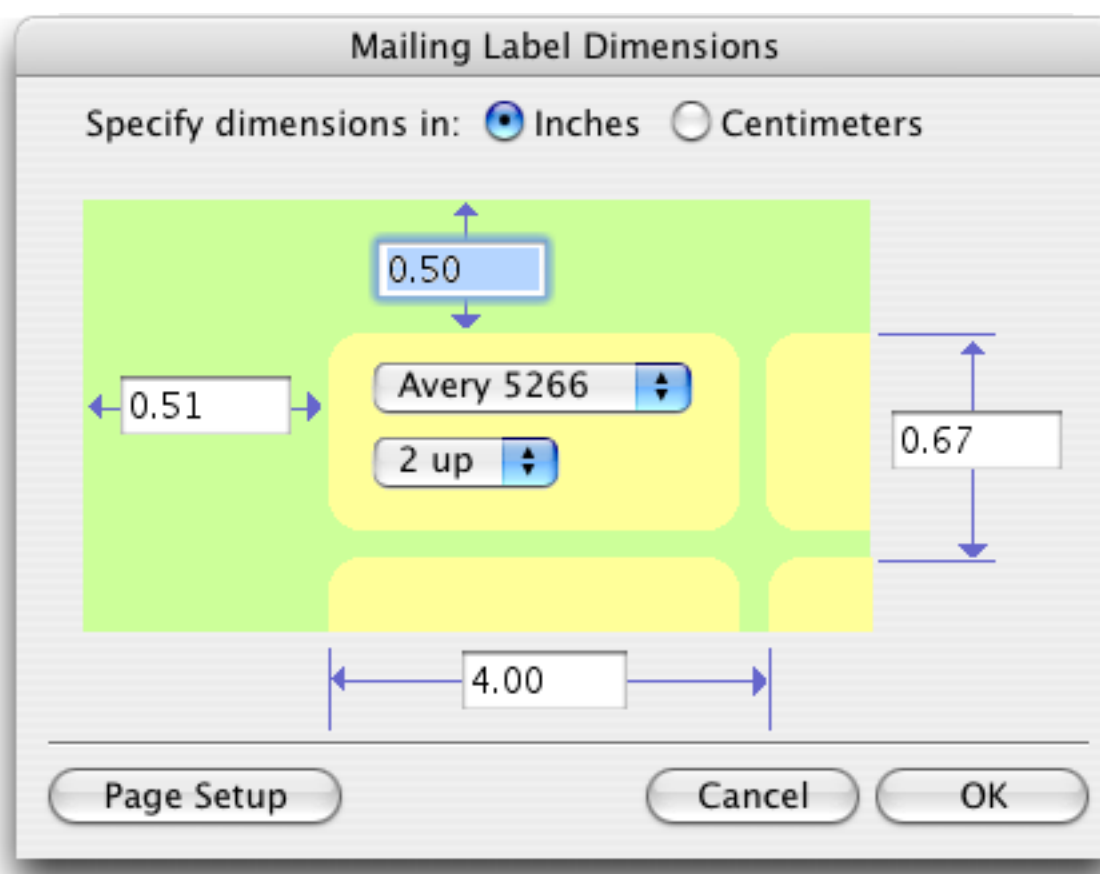 Mailing Label Dimensions
Specify dimensions in: Inches Centimeters
0.50
Avery 5266
0.51
2 up
0.67
4.00
Page Setup Cancel OK